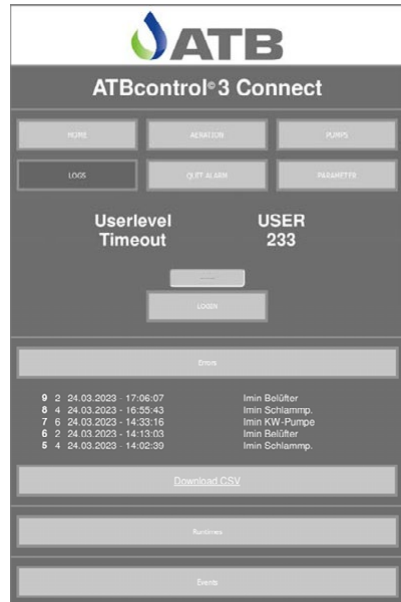 ATB
ATBcontrol©3 Connect
HOME AERATION PUMPS
LOGS QUIT ALARM PARAMETER
Userlevel USER
Timeout 233
LOGIN
Errors
9 2 24.03.2023 - 17:06:07 Imin Belüfter
8 4 24.03.2023 - 16:55:43 Imin Schlammp.
7 6 24.03.2023 - 14:33:16 Imin KW-Pumpe
6 2 24.03.2023 - 14:13:03 Imin Belüfter
5 4 24.03.2023 - 14:02:39 Imin Schlammp.
Download CSV
Runtimes
Events